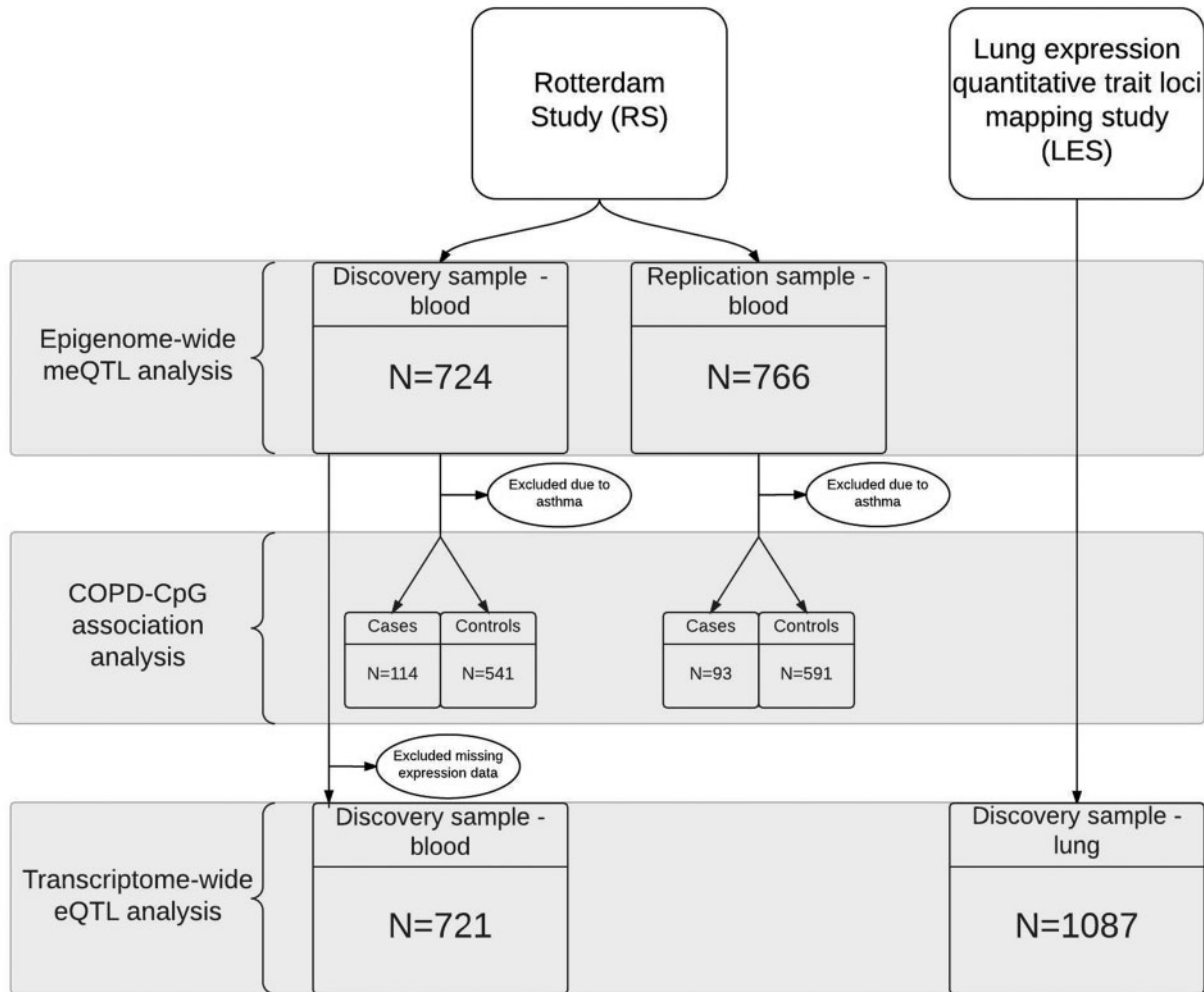 Rotterdam
Study (RS)
Lung expression
quantitative trait loci
mapping study
(LES)
Epigenome-wide
meQTL analysis
Discovery sample -
blood
N=724
Replication sample -
blood
N=766
Excluded due to
asthma
Excluded due to
asthma
COPD-CpG
association
analysis
Cases
Controls
N=114
N=541
Cases
Controls
N=93
N=591
Excluded missing
expression data
Transcriptome-wide
eQTL analysis
Discovery sample -
blood
N=721
Discovery sample -
lung
N=1087